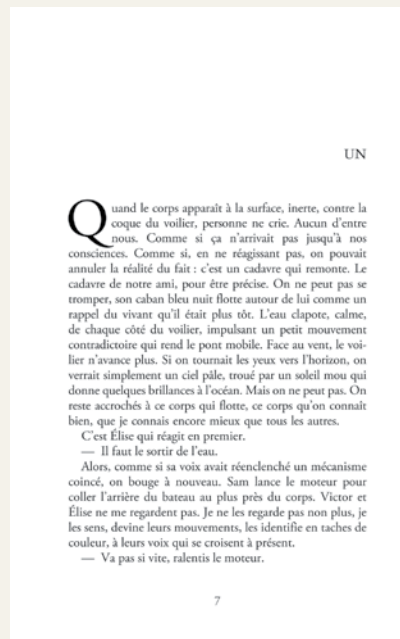 UN
Quand le corps apparaît à la surface, inerte, contre la
coque du voilier, personne ne crie. Aucun d'entre
nous. Comme si ça n'arrivait pas jusqu'à nos
consciences. Comme si, en ne réagissant pas, on pouvait
annuler la réalité du fait : c'est un cadavre qui remonte. Le
cadavre de notre ami, pour être précise. On ne peut pas se
tromper, son caban bleu nuit flotte autour de lui comme un
rappel du vivant qu'il était plus tôt. L'eau clapote, calme,
de chaque côté du voilier, impulsant un petit mouvement
contradictoire qui rend le pont mobile. Face au vent, le voi-
lier n'avance plus. Si on tournait les yeux vers l'horizon, on
verrait simplement un ciel pâle, troué par un soleil mou qui
donne quelques brillances à l'océan. Mais on ne peut pas. On
reste accrochés à ce corps qui flotte, ce corps qu'on connaît
bien, que je connais encore mieux que tous les autres.
C'est Élise qui réagit en premier.
— Il faut le sortir de l'eau.
Alors, comme si sa voix avait réenclenché un mécanisme
coincé, on bouge à nouveau. Sam lance le moteur pour
coller l'arrière du bateau au plus près du corps. Victor et
Élise ne me regardent pas. Je ne les regarde pas non plus, je
les sens, devine leurs mouvements, les identifie en taches de
couleur, à leurs voix qui se croisent à présent.
— Va pas si vite, ralentis le moteur.
7